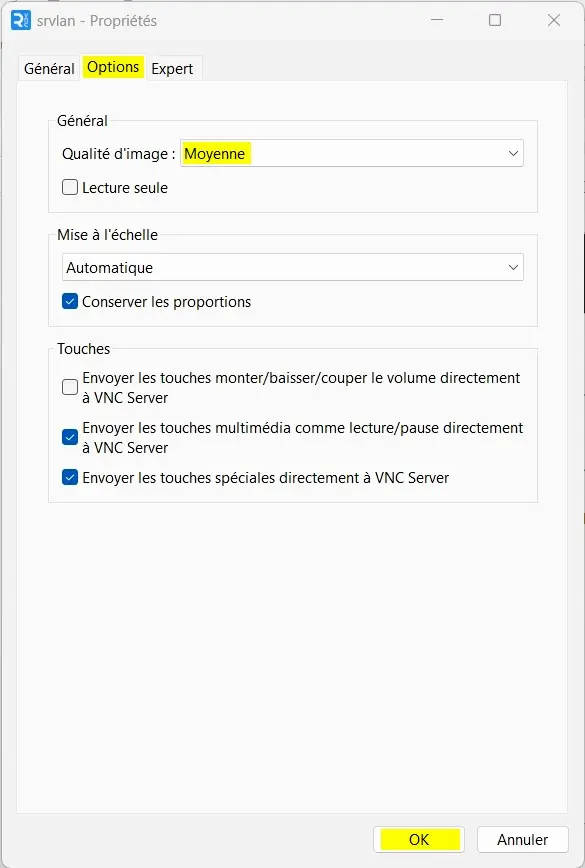 srvlan - Propriétés
Général
Options
Expert
Général
Qualité d'image : Moyenne
Lecture seule
Mise à l'échelle
Automatique
Conserver les proportions
Touches
Envoyer les touches monter/baisser/couper le volume directement
à VNC Server
Envoyer les touches multimédia comme lecture/pause directement
à VNC Server
Envoyer les touches spéciales directement à VNC Server
OK
Annuler